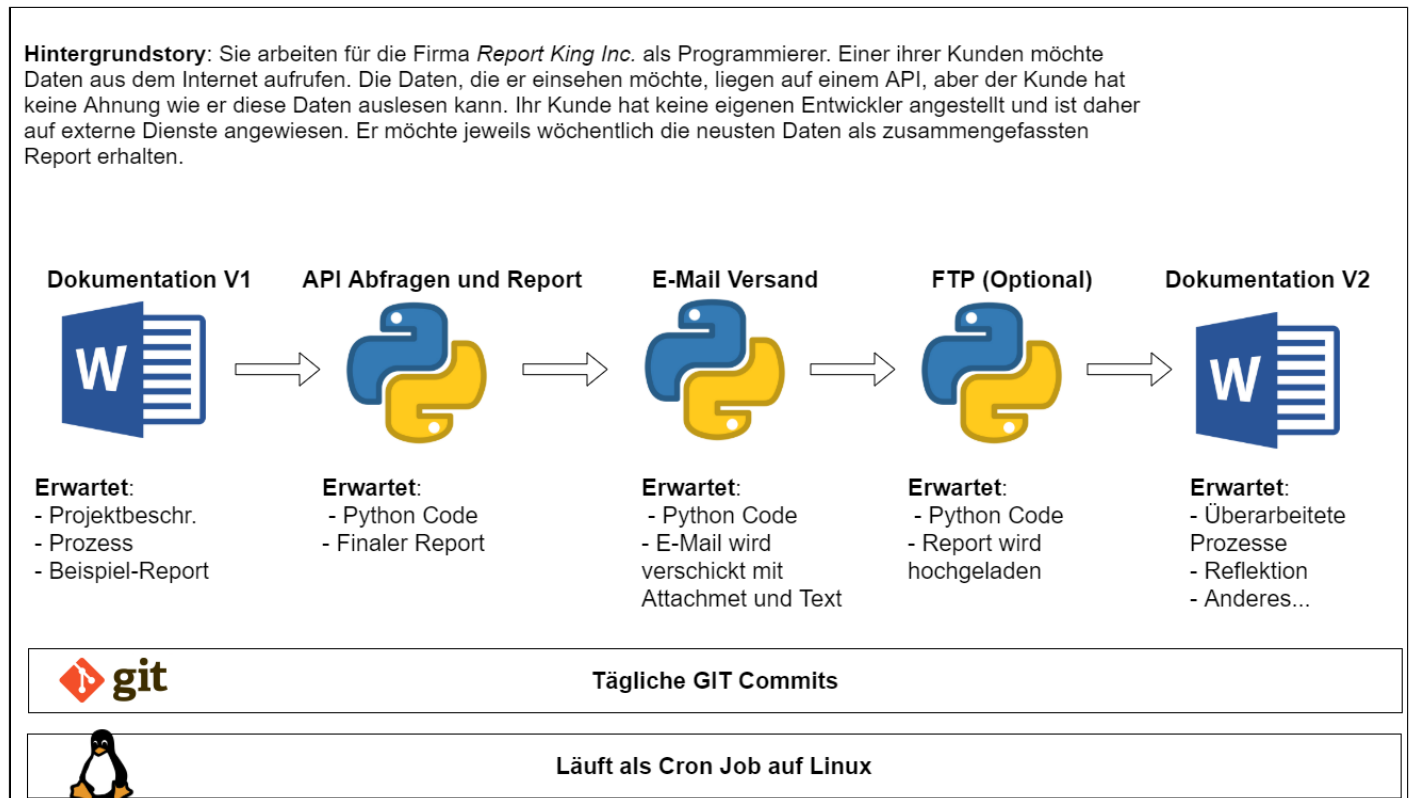 Hintergrundstory: Sie arbeiten für die Firma Report King Inc. als Programmierer. Einer ihrer Kunden möchte
Daten aus dem Internet aufrufen. Die Daten, die er einsehen möchte, liegen auf einem API, aber der Kunde hat
keine Ahnung wie er diese Daten auslesen kann. Ihr Kunde hat keine eigenen Entwickler angestellt und ist daher
auf externe Dienste angewiesen. Er möchte jeweils wöchentlich die neusten Daten als zusammengefassten
Report erhalten.
Dokumentation V1
W
Erwartet:
- Projektbeschr.
- Prozess
- Beispiel-Report
API Abfragen und Report
Erwartet:
- Python Code
- Finaler Report
E-Mail Versand
Erwartet:
- Python Code
- E-Mail wird
verschickt mit
Attachmet und Text
FTP (Optional)
Erwartet:
- Python Code
- Report wird
hochgeladen
Dokumentation V2
W
Erwartet:
- Überarbeitete
Prozesse
- Reflektion
- Anderes...
git
Tägliche GIT Commits
Läuft als Cron Job auf Linux